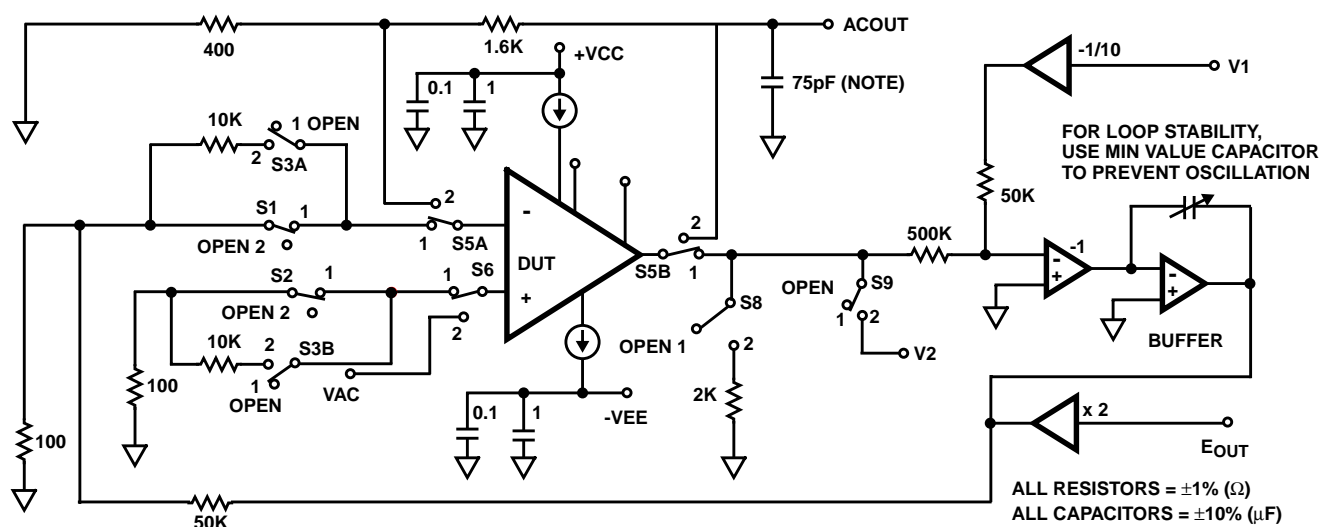 400
1.6K
ACOUT
+VCC
0.1
1
75pF (NOTE)
-1/10
V1
10K
1
OPEN
2
S3A
FOR LOOP STABILITY,
USE MIN VALUE CAPACITOR
TO PREVENT OSCILLATION
50K
S1
1
OPEN 2
2
1
S5A
-
DUT
+
2
S5B
1
500K
-
+
-1
-
+
BUFFER
S2
1
OPEN 2
1
S6
2
10K
2
S3B
1
OPEN
VAC
100
S8
OPEN 1
2
2K
OPEN
S9
1
2
V2
0.1
1
-VEE
100
x 2
EOUT
50K
ALL RESISTORS = ±1% (Ω)
ALL CAPACITORS = ±10% (µF)